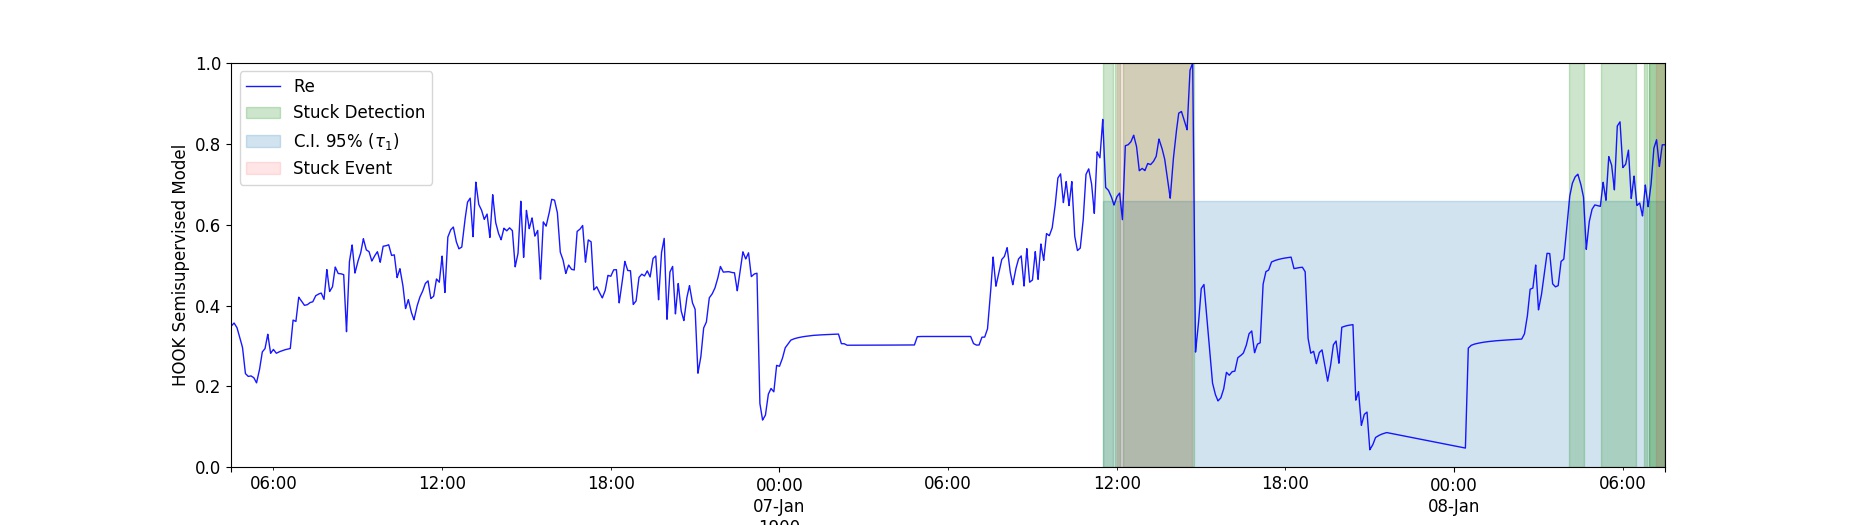 HOOK Semisupervised Model
1.0
0.8
0.6
0.4
0.2
0.0
Re
Stuck Detection
C.I. 95% (τ₁)
Stuck Event
06:00 12:00 18:00 00:00 06:00 12:00 18:00 00:00 06:00
07-Jan 08-Jan
1900